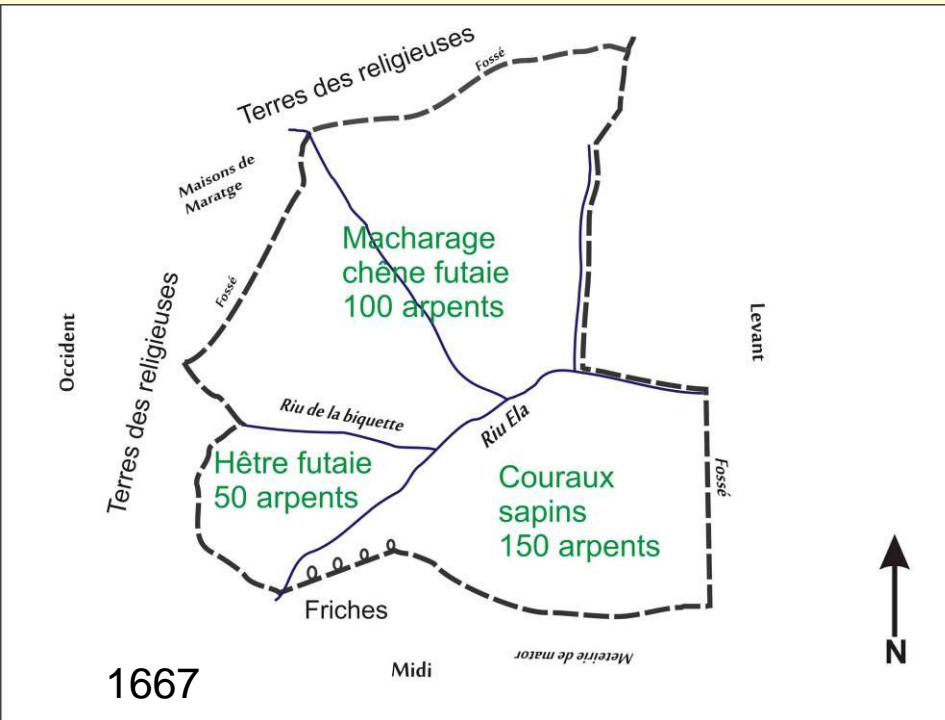 Terres des religieuses
Fossé
Maisons de
Maratge
Macharage
chêne futaie
100 arpents
Fossé
Levant
Occident
Terres des religieuses
Riu de la biquette
Riu Ela
Hêtre futaie
50 arpents
Couraux
sapins
150 arpents
Fossé
Friches
Meteirie de mator
N
Midi
1667